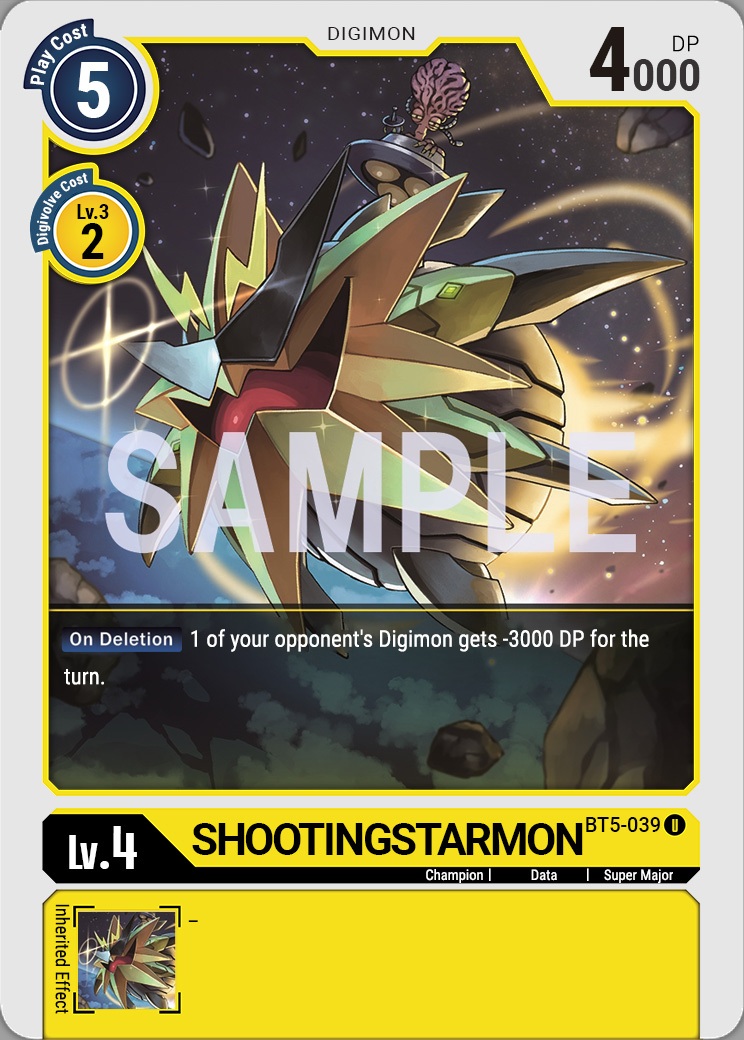 DIGIMON
Play Cost
5
DP
4000
Digivolve Cost
Lv.3
2
SAMPLE
On Deletion 1 of your opponent's Digimon gets -3000 DP for the
turn.
Lv.4
SHOOTINGSTARMON
BT5-039 U
Champion | Data | Super Major
Inherited Effect
–